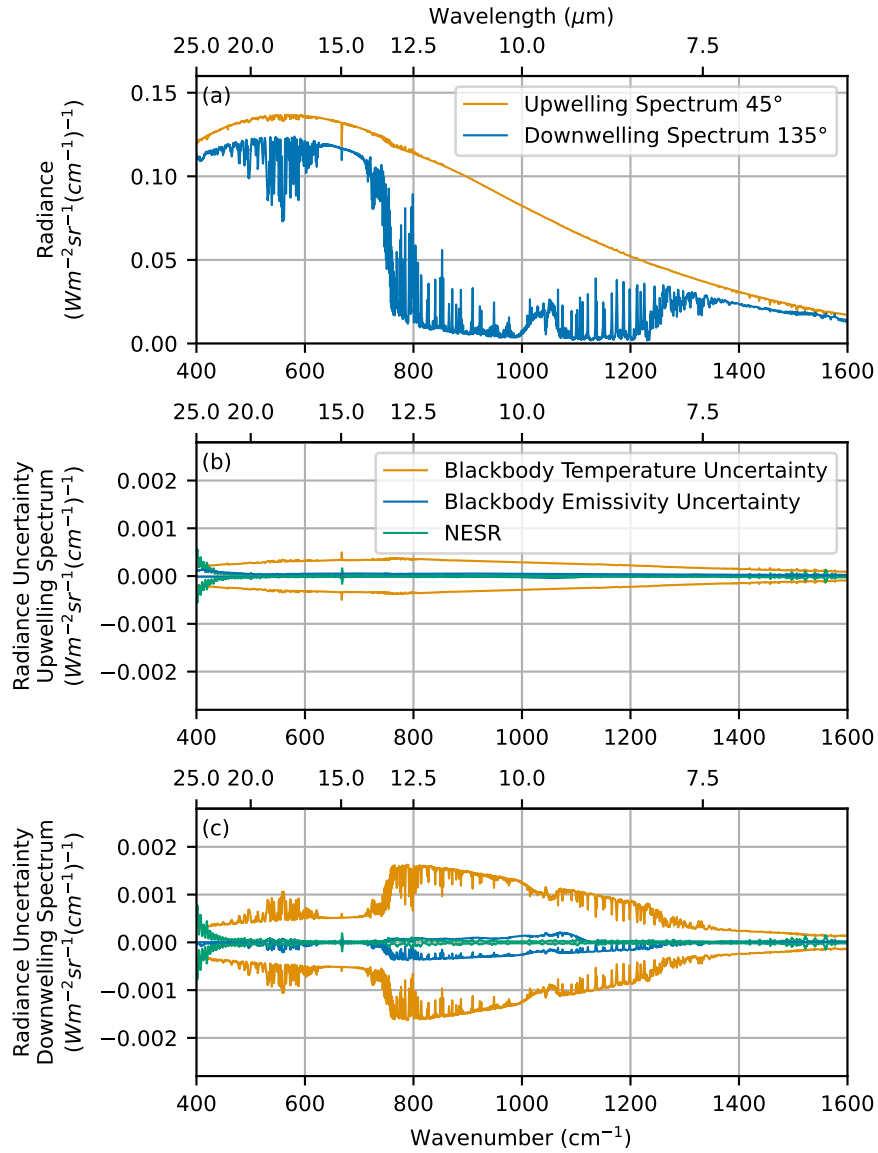 Wavelength (μm)
25.0 20.0 15.0 12.5 10.0 7.5
(a)
Upwelling Spectrum 45°
Downwelling Spectrum 135°
Radiance
(Wm⁻²sr⁻¹(cm⁻¹)⁻¹)
0.15
0.10
0.05
0.00
400 600 800 1000 1200 1400 1600
25.0 20.0 15.0 12.5 10.0 7.5
(b)
Blackbody Temperature Uncertainty
Blackbody Emissivity Uncertainty
NESR
Radiance Uncertainty
Upwelling Spectrum
(Wm⁻²sr⁻¹(cm⁻¹)⁻¹)
0.002
0.001
0.000
−0.001
−0.002
400 600 800 1000 1200 1400 1600
25.0 20.0 15.0 12.5 10.0 7.5
(c)
Radiance Uncertainty
Downwelling Spectrum
(Wm⁻²sr⁻¹(cm⁻¹)⁻¹)
0.002
0.001
0.000
−0.001
−0.002
400 600 800 1000 1200 1400 1600
Wavenumber (cm⁻¹)